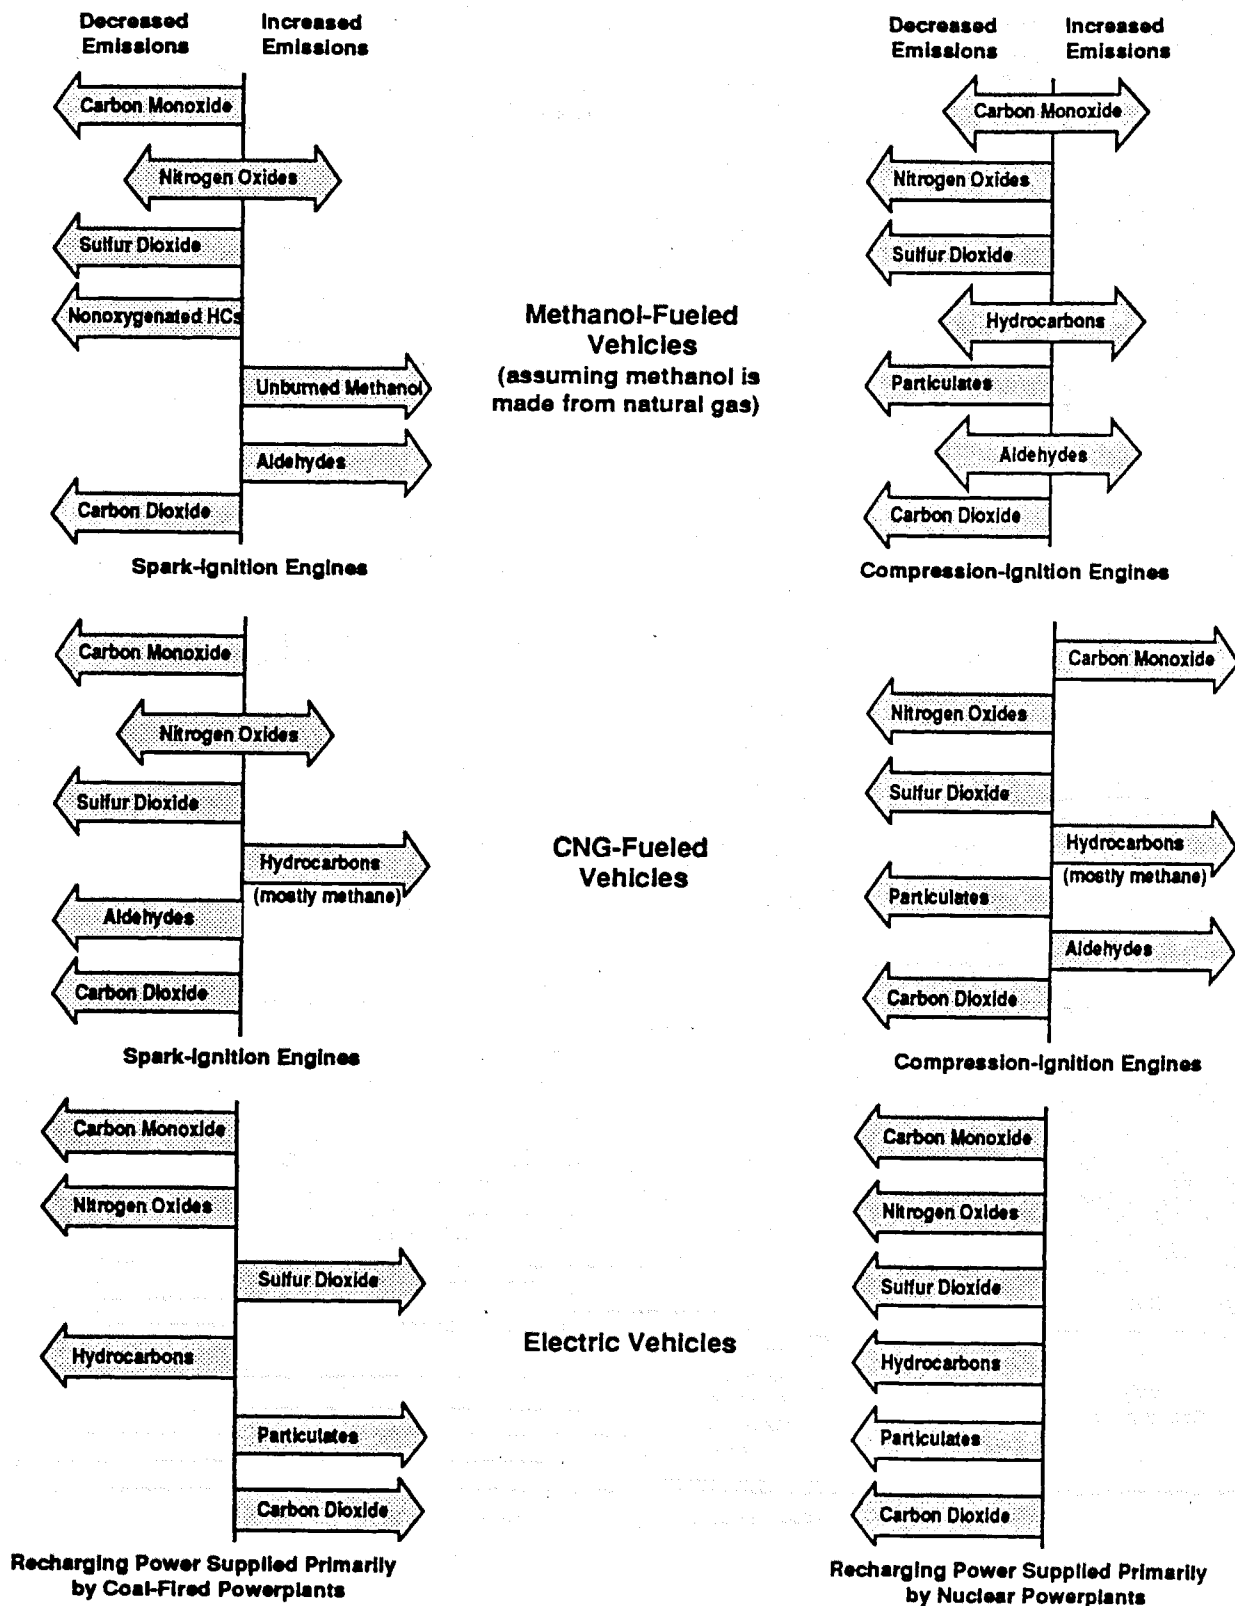 Decreased
Emissions
Increased
Emissions
Carbon Monoxide
Nitrogen Oxides
Sulfur Dioxide
Nonoxygenated HCs
Unburned Methanol
Aldehydes
Carbon Dioxide
Spark-Ignition Engines
Methanol-Fueled
Vehicles
(assuming methanol is
made from natural gas)
Decreased
Emissions
Increased
Emissions
Carbon Monoxide
Nitrogen Oxides
Sulfur Dioxide
Hydrocarbons
Particulates
Aldehydes
Carbon Dioxide
Compression-Ignition Engines
Carbon Monoxide
Nitrogen Oxides
Sulfur Dioxide
Hydrocarbons
(mostly methane)
Aldehydes
Carbon Dioxide
Spark-Ignition Engines
CNG-Fueled
Vehicles
Carbon Monoxide
Nitrogen Oxides
Sulfur Dioxide
Hydrocarbons
(mostly methane)
Particulates
Aldehydes
Carbon Dioxide
Compression-Ignition Engines
Carbon Monoxide
Nitrogen Oxides
Sulfur Dioxide
Hydrocarbons
Particulates
Carbon Dioxide
Recharging Power Supplied Primarily
by Coal-Fired Powerplants
Electric Vehicles
Carbon Monoxide
Nitrogen Oxides
Sulfur Dioxide
Hydrocarbons
Particulates
Carbon Dioxide
Recharging Power Supplied Primarily
by Nuclear Powerplants